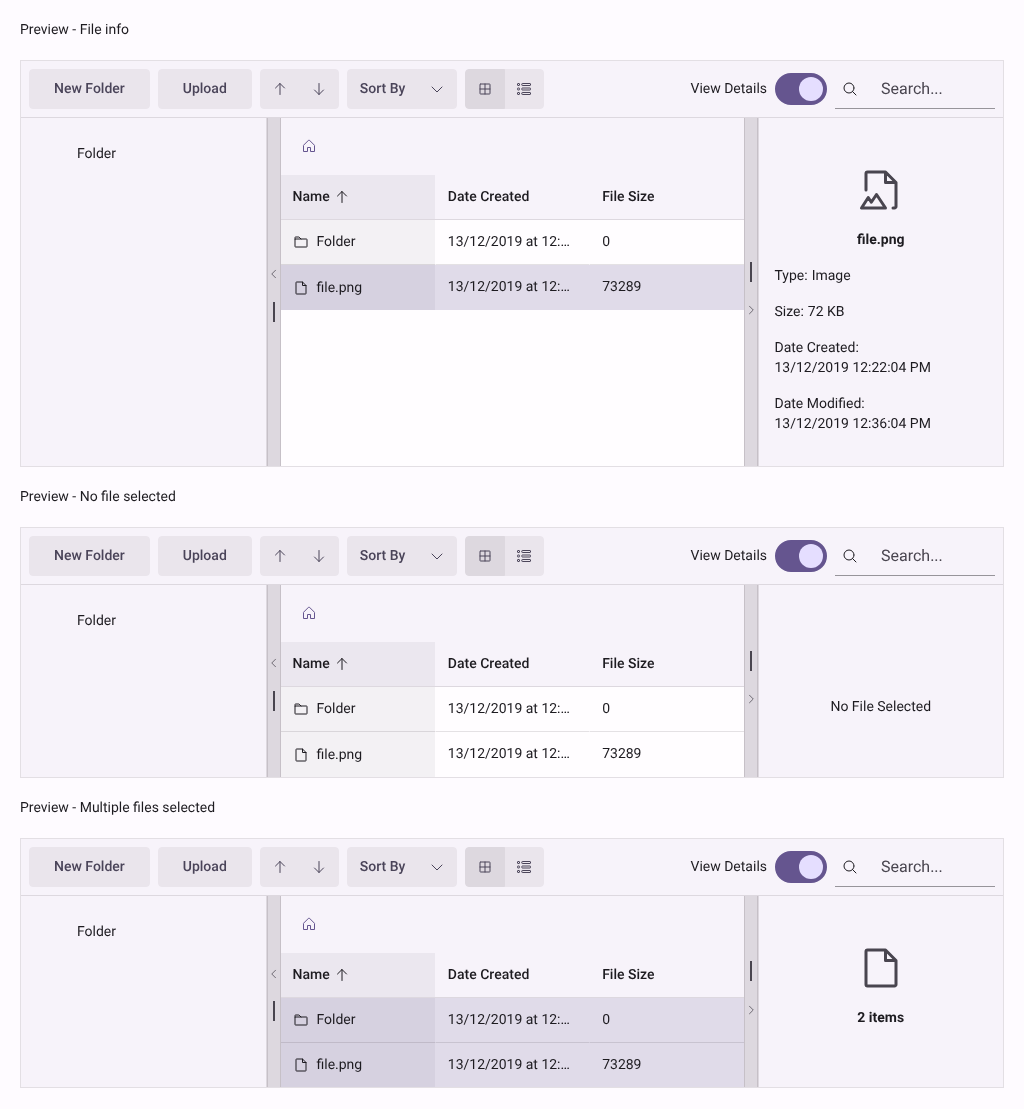 Preview - File info
New Folder Upload Sort By View Details Search...
Folder
Name Date Created File Size
Folder 13/12/2019 at 12:... 0
file.png 13/12/2019 at 12:... 73289
file.png
Type: Image
Size: 72 KB
Date Created:
13/12/2019 12:22:04 PM
Date Modified:
13/12/2019 12:36:04 PM
Preview - No file selected
New Folder Upload Sort By View Details Search...
Folder
Name Date Created File Size
Folder 13/12/2019 at 12:... 0
file.png 13/12/2019 at 12:... 73289
No File Selected
Preview - Multiple files selected
New Folder Upload Sort By View Details Search...
Folder
Name Date Created File Size
Folder 13/12/2019 at 12:... 0
file.png 13/12/2019 at 12:... 73289
2 items